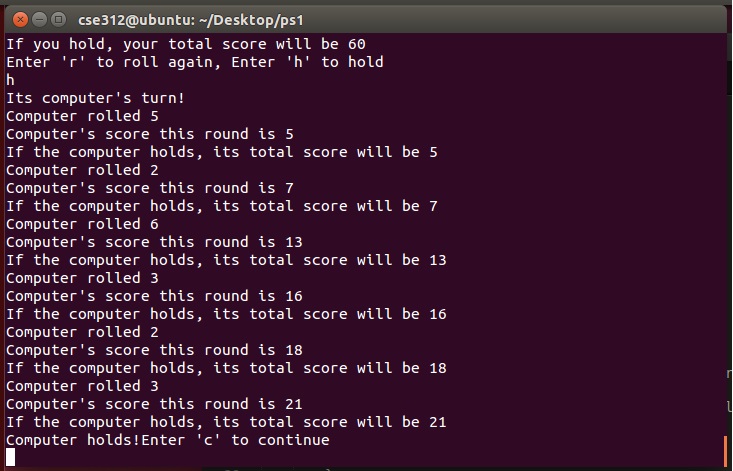 cse312@ubuntu: ~/Desktop/ps1
If you hold, your total score will be 60
Enter 'r' to roll again, Enter 'h' to hold
h
Its computer's turn!
Computer rolled 5
Computer's score this round is 5
If the computer holds, its total score will be 5
Computer rolled 2
Computer's score this round is 7
If the computer holds, its total score will be 7
Computer rolled 6
Computer's score this round is 13
If the computer holds, its total score will be 13
Computer rolled 3
Computer's score this round is 16
If the computer holds, its total score will be 16
Computer rolled 2
Computer's score this round is 18
If the computer holds, its total score will be 18
Computer rolled 3
Computer's score this round is 21
If the computer holds, its total score will be 21
Computer holds!Enter 'c' to continue